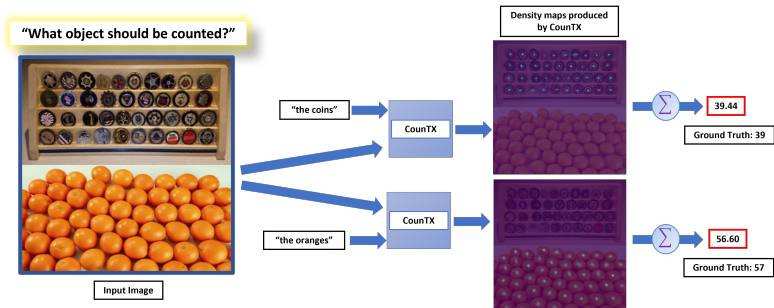 “What object should be counted?”
Input Image
“the coins”
“the oranges”
CounTX
CounTX
Density maps produced
by CounTX
∑
39.44
Ground Truth: 39
∑
56.60
Ground Truth: 57